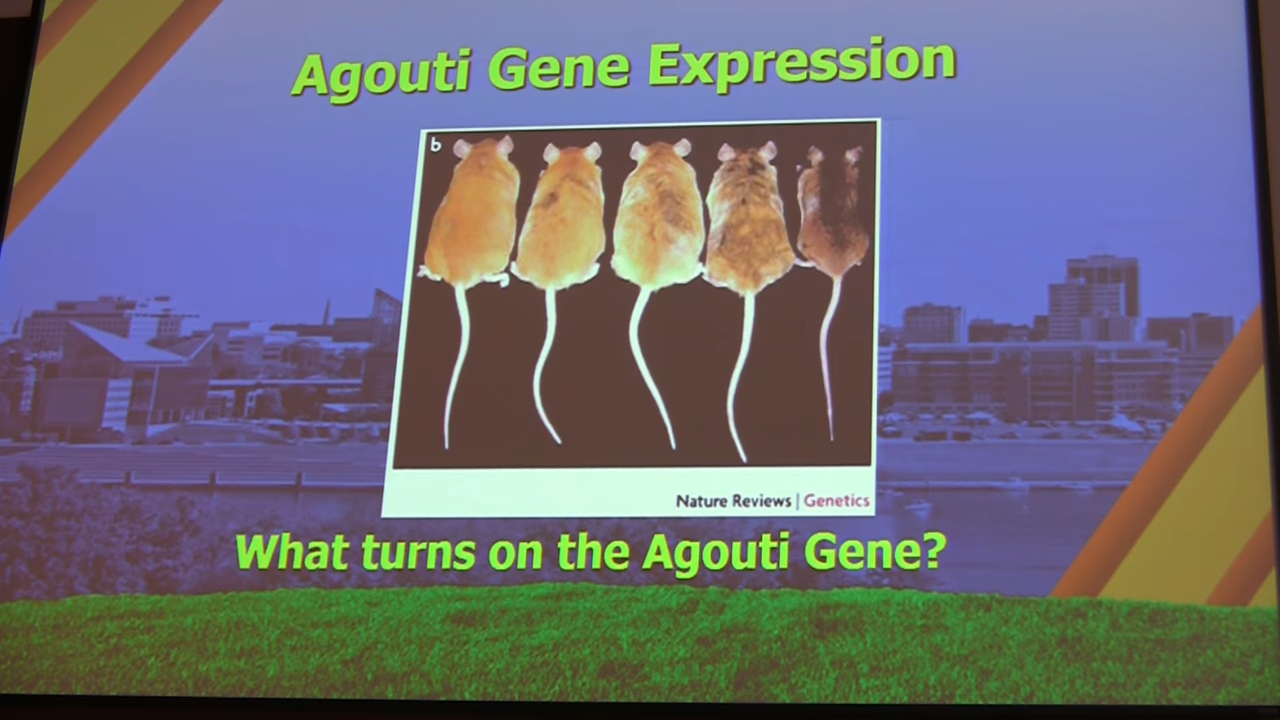 Agouti Gene Expression
b
Nature Reviews | Genetics
What turns on the Agouti Gene?